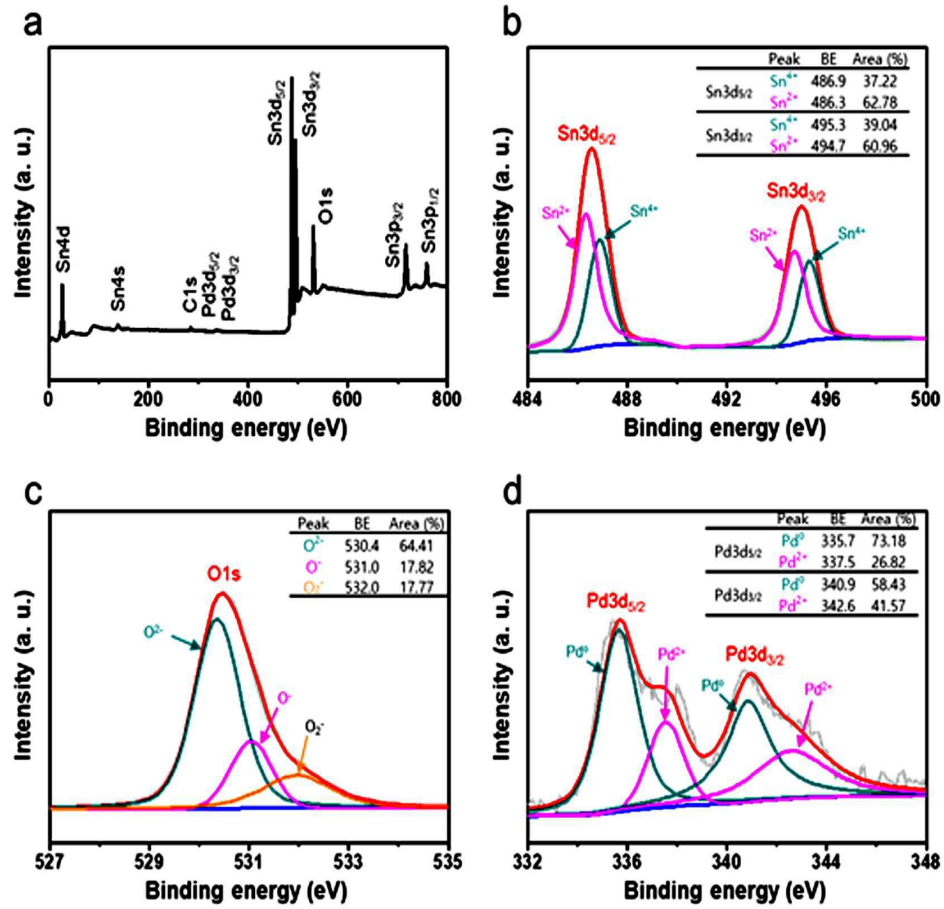 a
Intensity (a. u.)
Sn4d
Sn4s
C1s
Pd3d5/2
Pd3d3/2
Sn3d5/2
Sn3d3/2
O1s
Sn3p3/2
Sn3p1/2
0 200 400 600 800
Binding energy (eV)
b
Intensity (a. u.)
Peak BE Area (%)
Sn3d5/2 Sn4+ 486.9 37.22
Sn2+ 486.3 62.78
Sn3d3/2 Sn4+ 495.3 39.04
Sn2+ 494.7 60.96
Sn3d5/2
Sn2+
Sn4+
Sn3d3/2
Sn2+
Sn4+
484 488 492 496 500
Binding energy (eV)
c
Intensity (a. u.)
Peak BE Area (%)
O2- 530.4 64.41
O- 531.0 17.82
O2- 532.0 17.77
O1s
O2-
O-
O2-
527 529 531 533 535
Binding energy (eV)
d
Intensity (a. u.)
Peak BE Area (%)
Pd3d5/2 Pd0 335.7 73.18
Pd2+ 337.5 26.82
Pd3d3/2 Pd0 340.9 58.43
Pd2+ 342.6 41.57
Pd3d5/2
Pd0
Pd2+
Pd3d3/2
Pd0
Pd2+
332 336 340 344 348
Binding energy (eV)